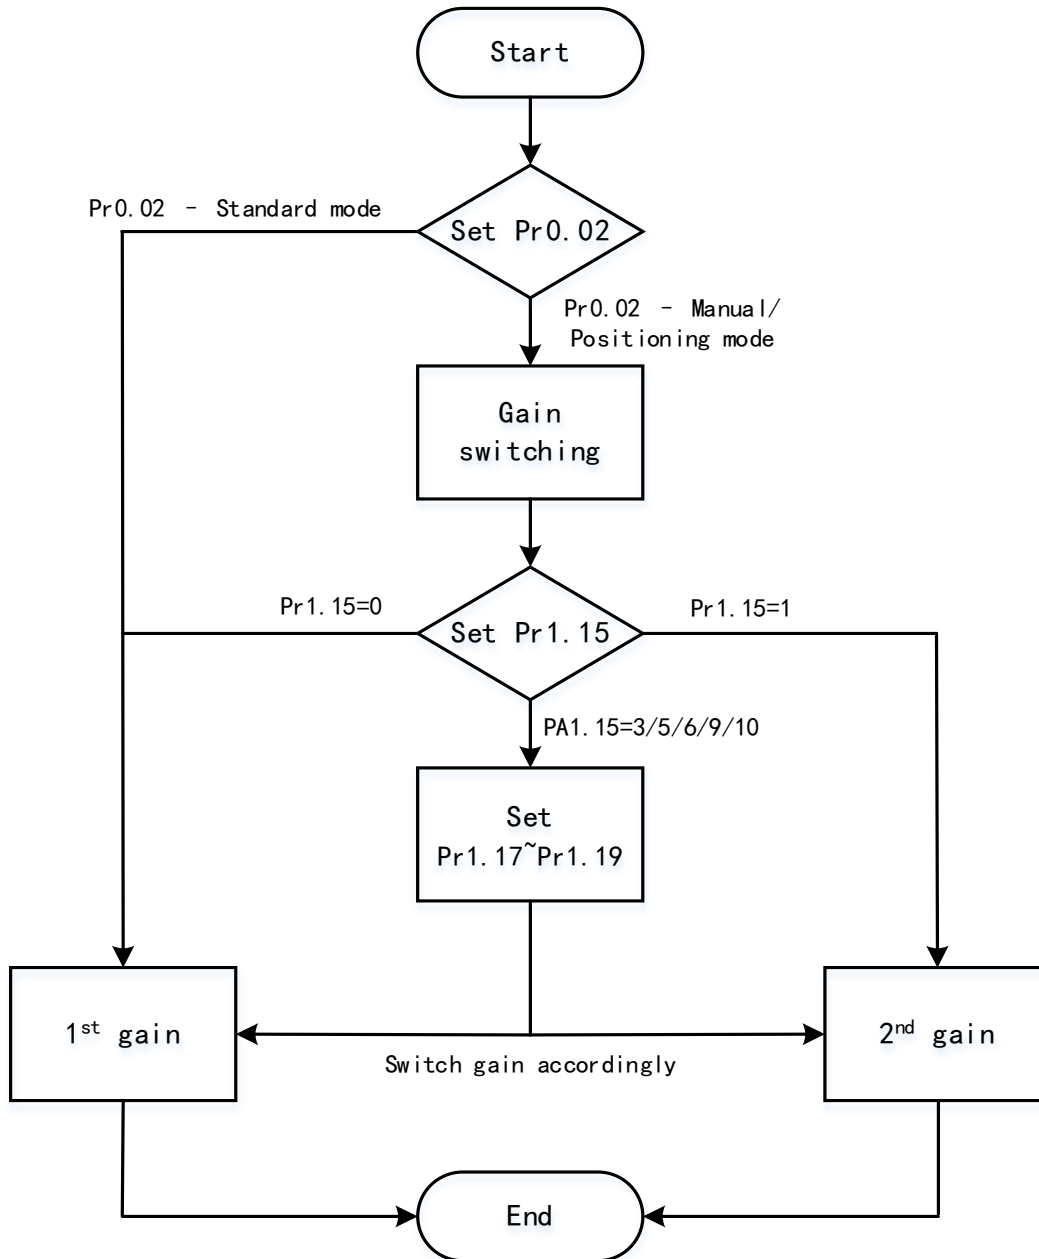 Start
Pr0.02 - Standard mode
Set Pr0.02
Pr0.02 - Manual/
Positioning mode
Gain
switching
Pr1.15=0
Set Pr1.15
Pr1.15=1
PA1.15=3/5/6/9/10
Set
Pr1.17~Pr1.19
1st gain
2nd gain
Switch gain accordingly
End